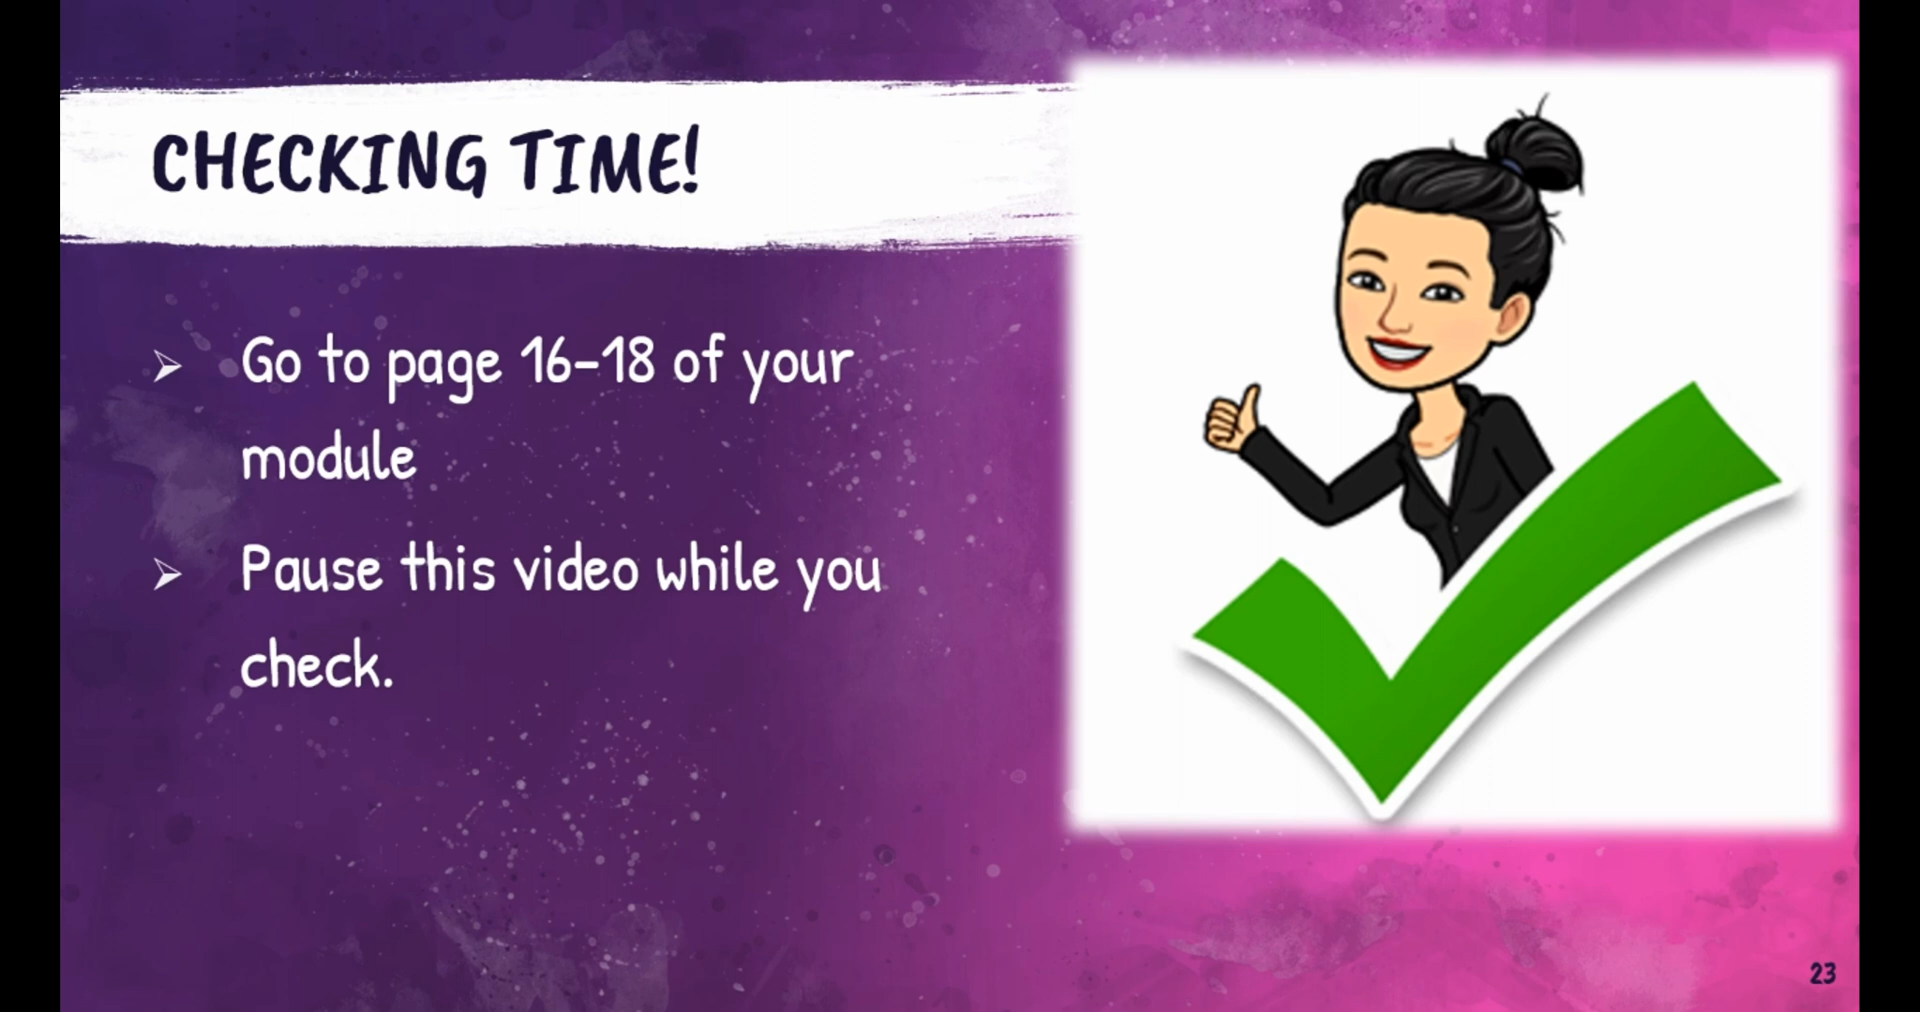 CHECKING TIME!
➢ Go to page 16-18 of your
module
➢ Pause this video while you
check.
23